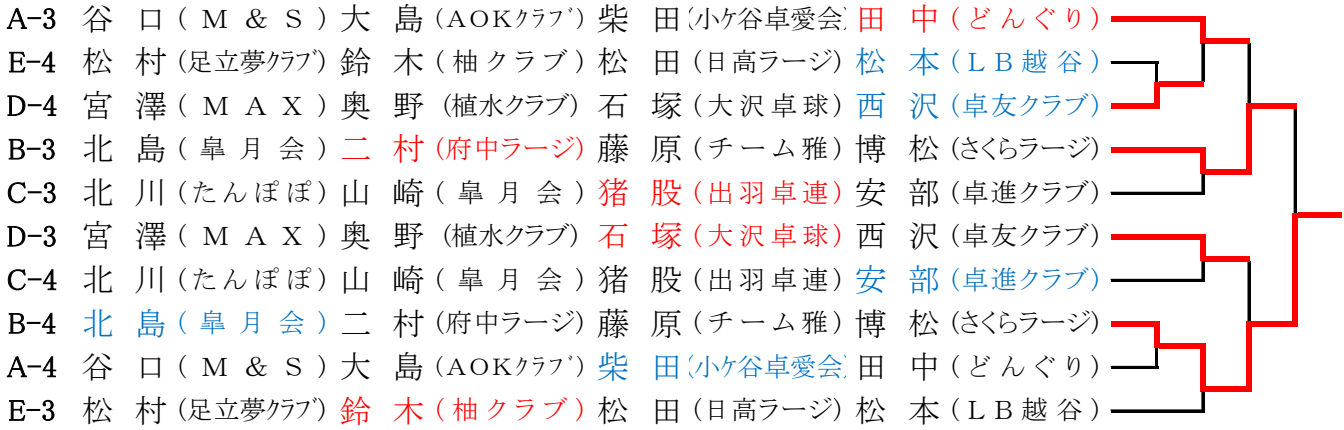 A-3 谷口(M&S)大島(AOKクラブ)柴田(小ケ谷卓愛会)田中(どんぐり)
E-4 松村(足立夢クラブ)鈴木(柚クラブ)松田(日高ラージ)松本(LB越谷)
D-4 宮澤(MAX)奥野(植水クラブ)石塚(大沢卓球)西沢(卓友クラブ)
B-3 北島(皐月会)二村(府中ラージ)藤原(チーム雅)博松(さくらラージ)
C-3 北川(たんぽぽ)山崎(皐月会)猪股(出羽卓連)安部(卓進クラブ)
D-3 宮澤(MAX)奥野(植水クラブ)石塚(大沢卓球)西沢(卓友クラブ)
C-4 北川(たんぽぽ)山崎(皐月会)猪股(出羽卓連)安部(卓進クラブ)
B-4 北島(皐月会)二村(府中ラージ)藤原(チーム雅)博松(さくらラージ)
A-4 谷口(M&S)大島(AOKクラブ)柴田(小ケ谷卓愛会)田中(どんぐり)
E-3 松村(足立夢クラブ)鈴木(柚クラブ)松田(日高ラージ)松本(LB越谷)